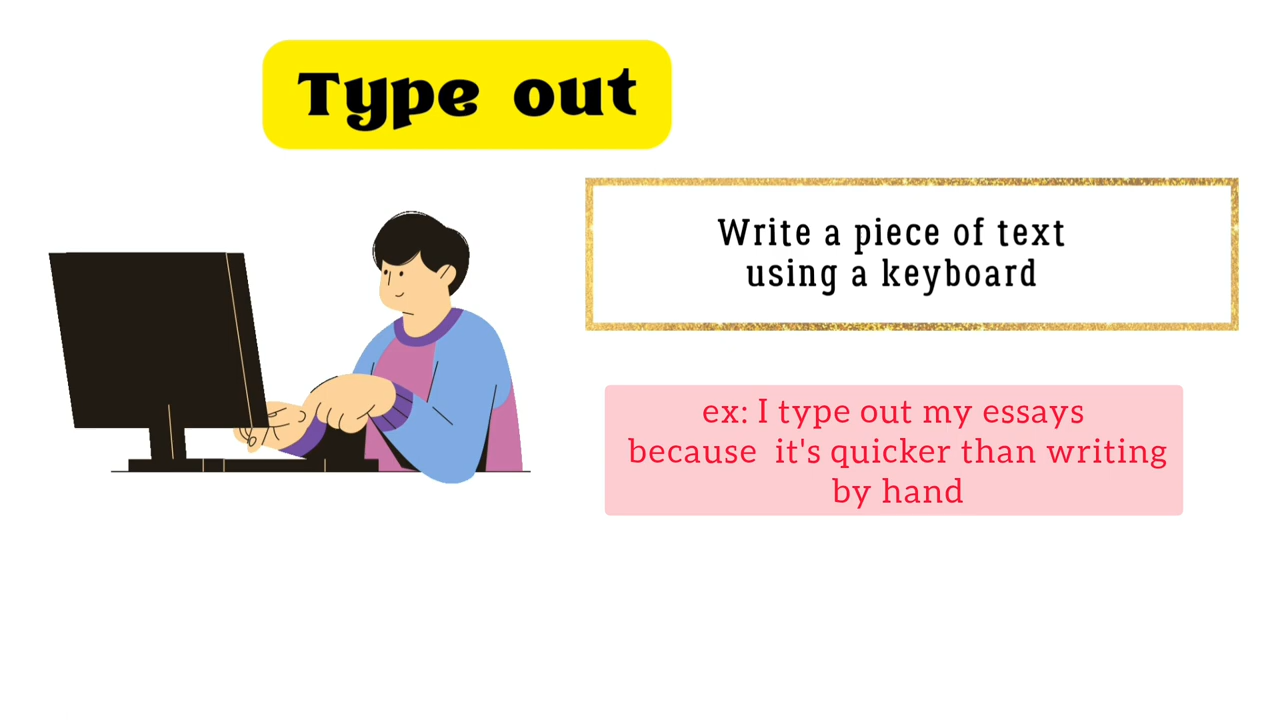 Type out
Write a piece of text
using a keyboard
ex: I type out my essays
because it's quicker than writing
by hand